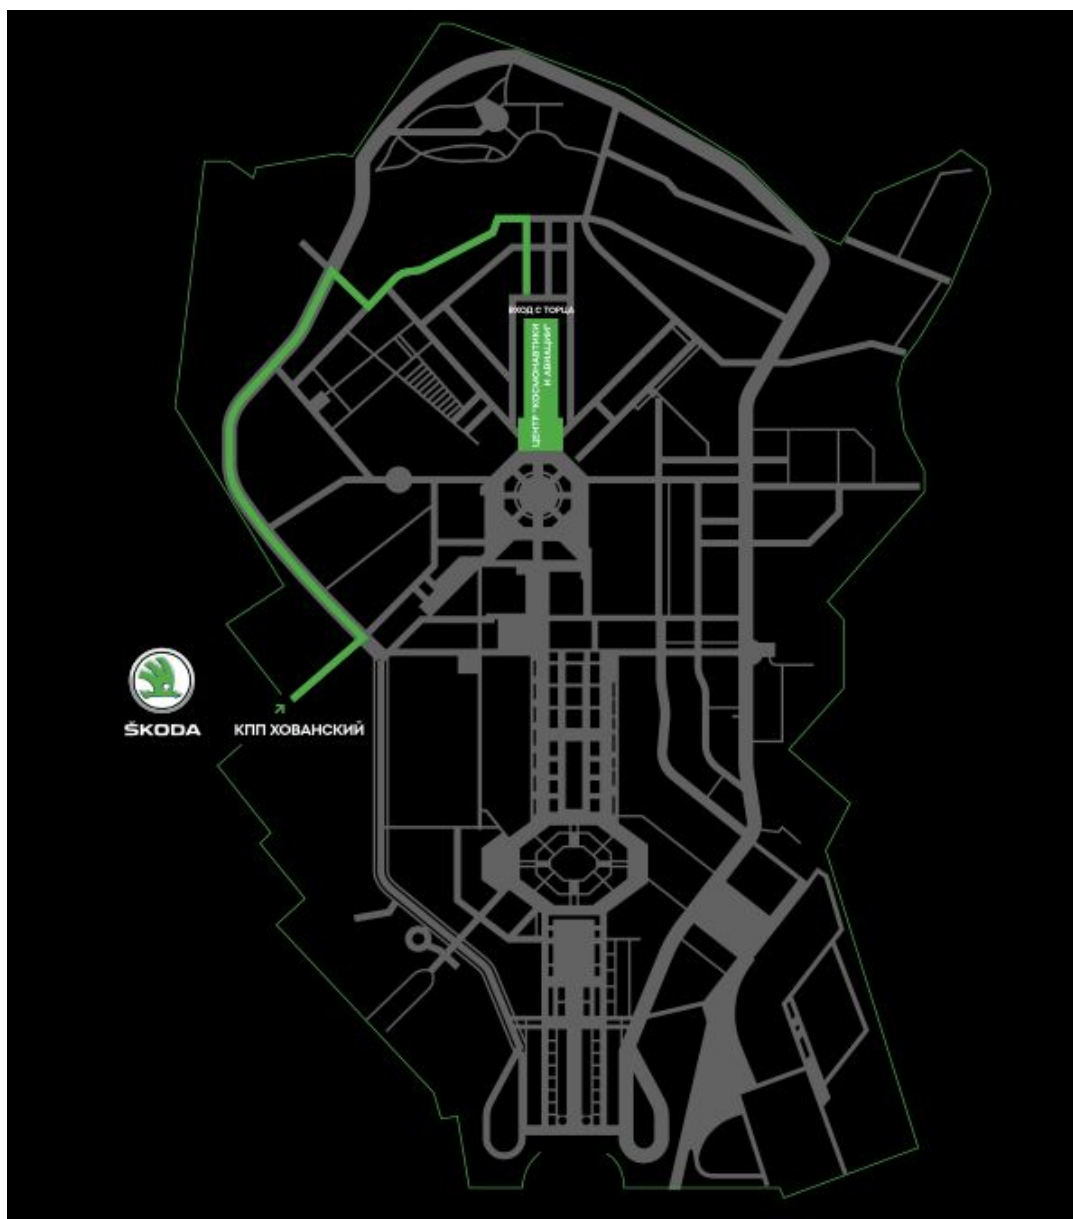 ВХОД С ТОРЦА
ЦЕНТР "КОСМОНАВТИКИ
И АВИАЦИИ"
ŠKODA
КПП ХОВАНСКИЙ